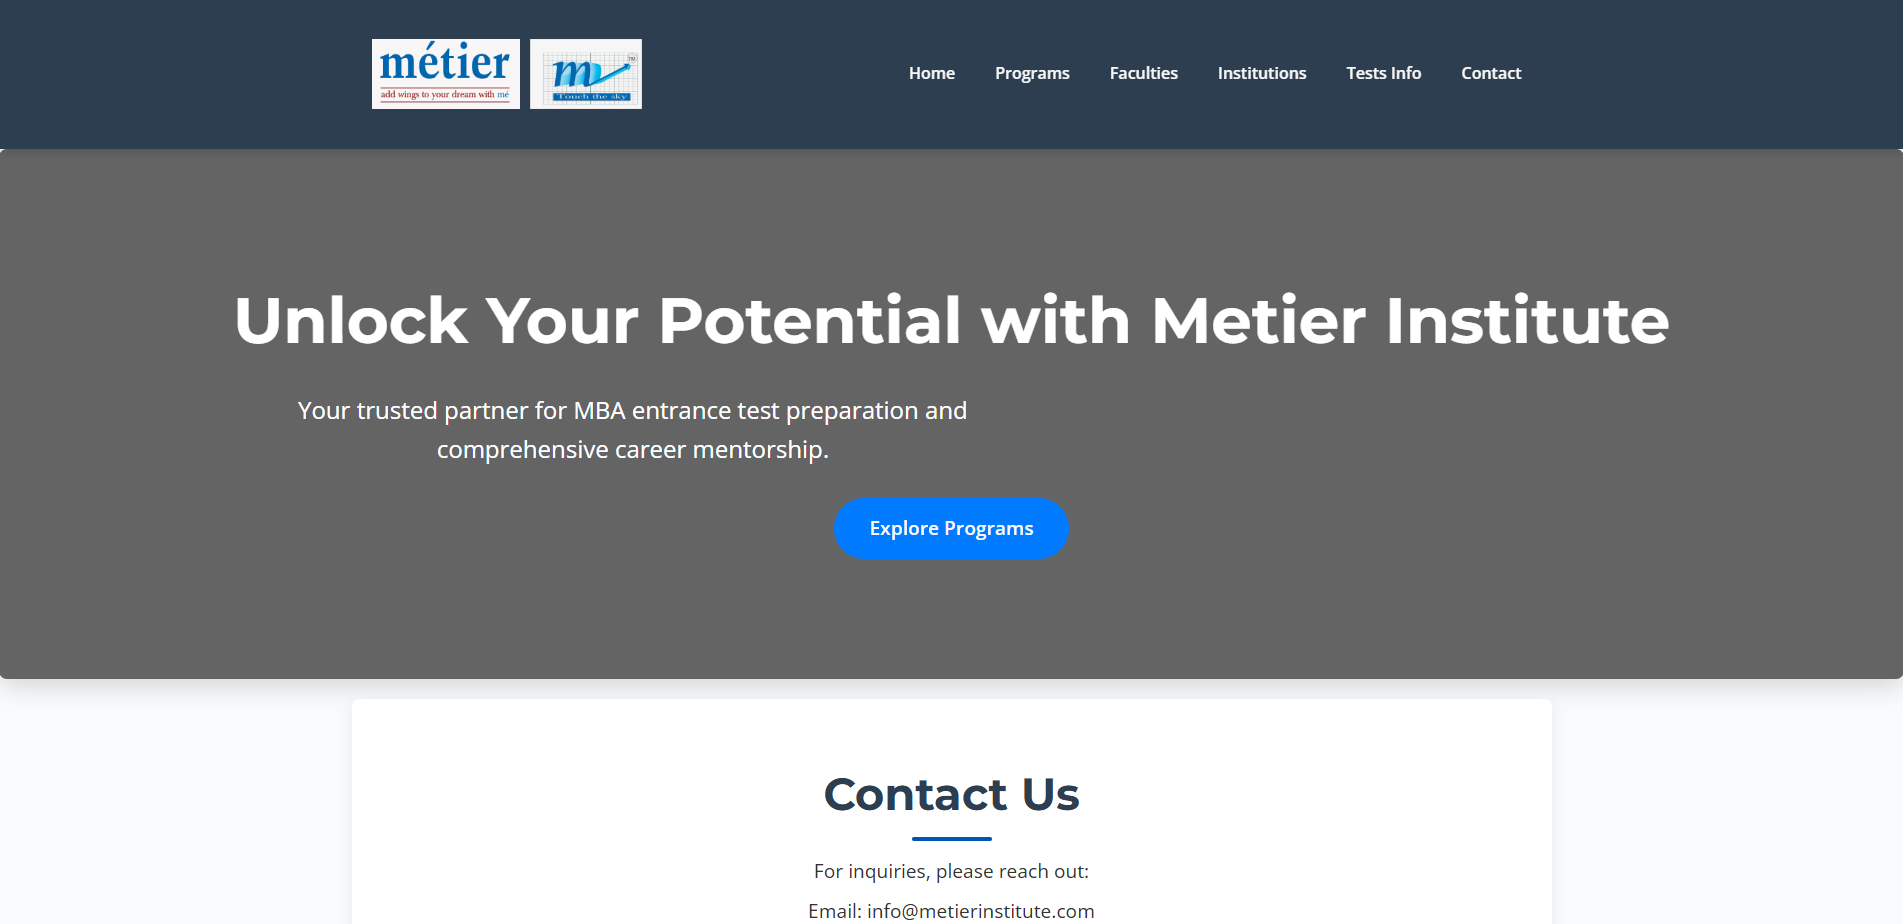 métier
add wings to your dream with mé
m
TM
Touch the sky
Home
Programs
Faculties
Institutions
Tests Info
Contact
Unlock Your Potential with Metier Institute
Your trusted partner for MBA entrance test preparation and
comprehensive career mentorship.
Explore Programs
Contact Us
For inquiries, please reach out:
Email: info@metierinstitute.com